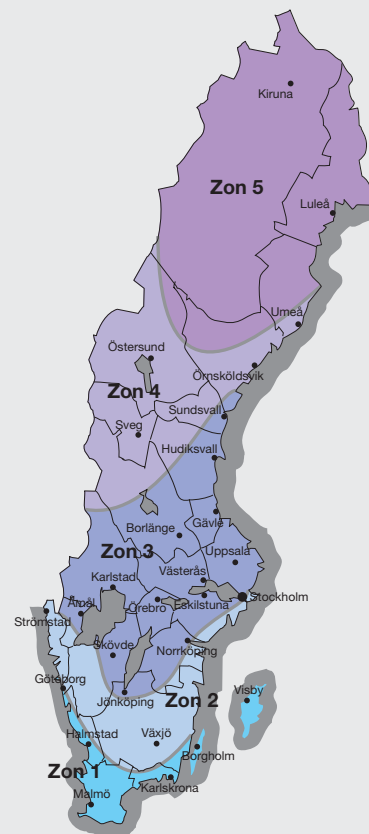 Kiruna
Zon 5
Luleå
Umeå
Östersund
Örnsköldsvik
Zon 4
Sundsvall
Sveg
Hudiksvall
Gävle
Borlänge
Zon 3
Uppsala
Västerås
Karlstad
Stockholm
Åmål
Örebro
Eskilstuna
Strömstad
Skövde
Norrköping
Göteborg
Visby
Jönköping
Zon 2
Halmstad
Växjö
Borgholm
Zon 1
Karlskrona
Malmö